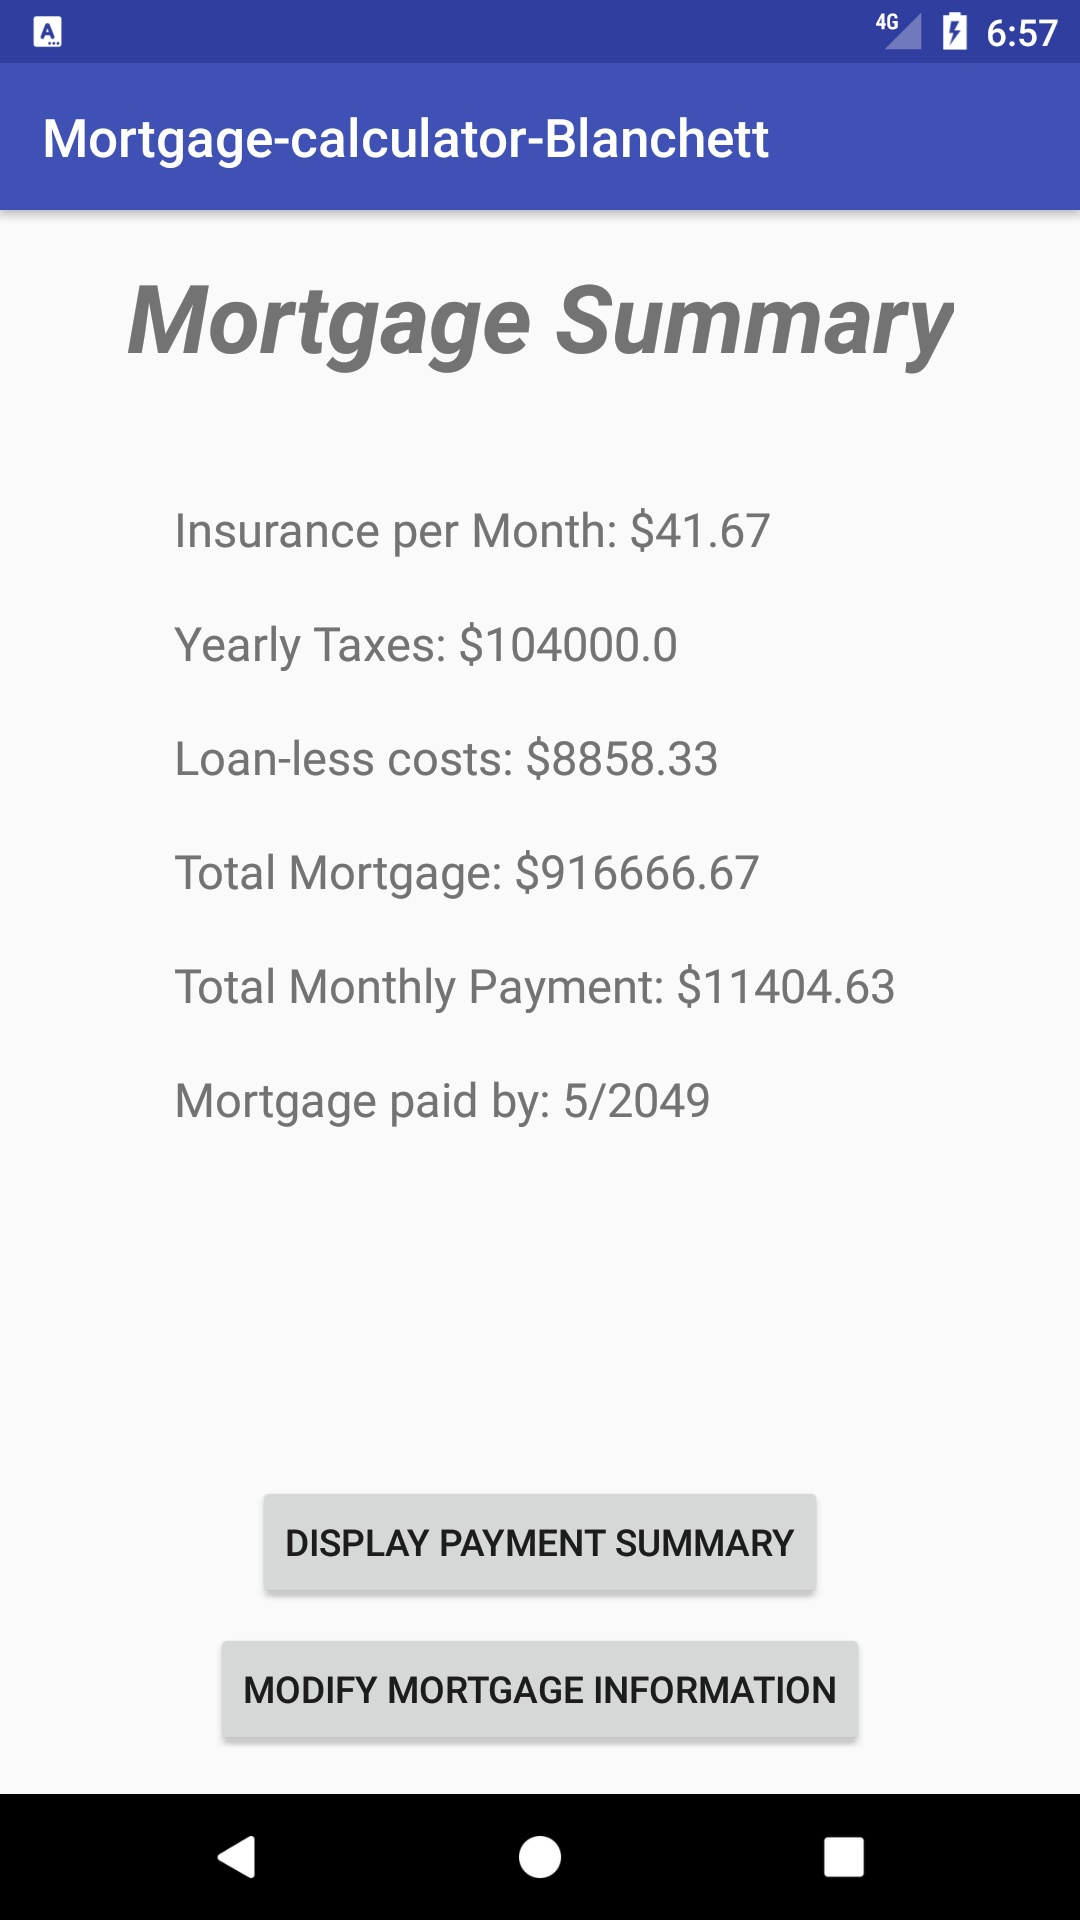 A
4G 6:57
Mortgage-calculator-Blanchett
Mortgage Summary
Insurance per Month: $41.67
Yearly Taxes: $104000.0
Loan-less costs: $8858.33
Total Mortgage: $916666.67
Total Monthly Payment: $11404.63
Mortgage paid by: 5/2049
DISPLAY PAYMENT SUMMARY
MODIFY MORTGAGE INFORMATION